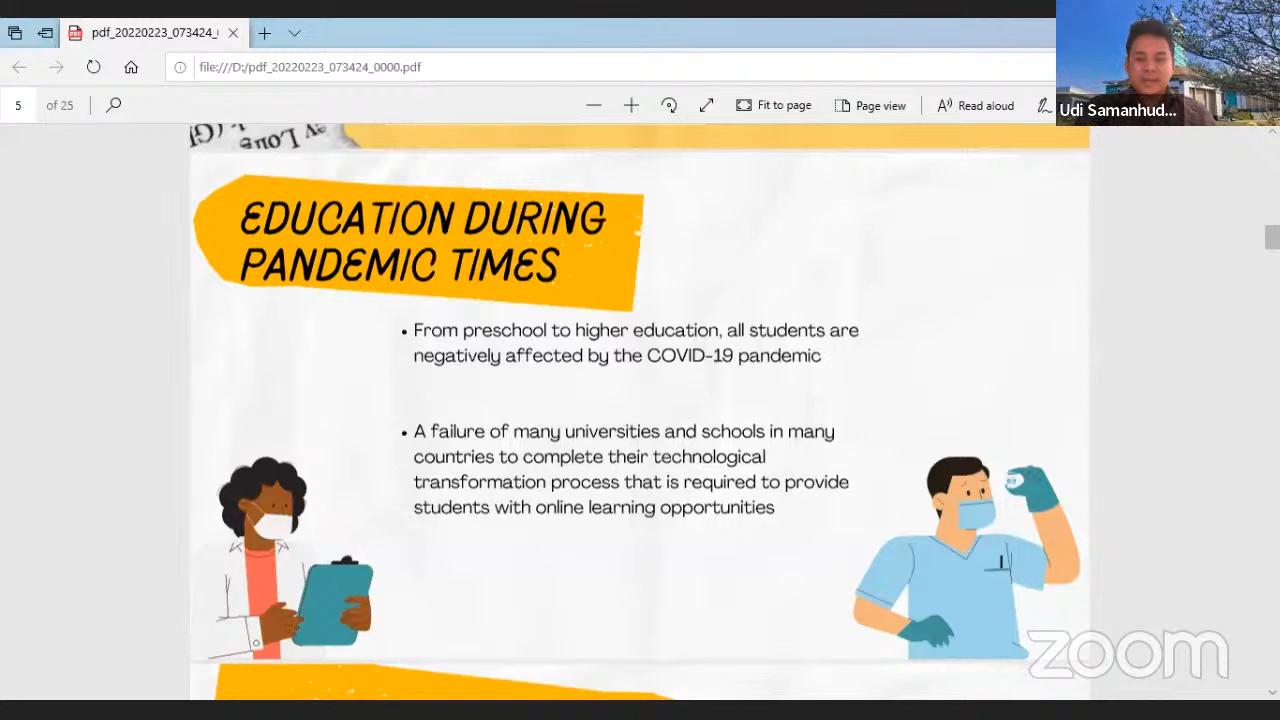 pdf_20220223_073424_
file:///D:/pdf_20220223_073424_0000.pdf
5 of 25
Fit to page
Page view
Read aloud
Udi Samanhud...
EDUCATION DURING
PANDEMIC TIMES
• From preschool to higher education, all students are
negatively affected by the COVID-19 pandemic
• A failure of many universities and schools in many
countries to complete their technological
transformation process that is required to provide
students with online learning opportunities
zoom